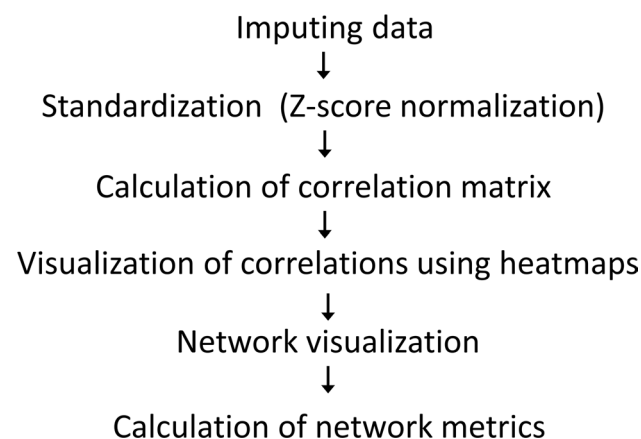 Imputing data
↓
Standardization (Z-score normalization)
↓
Calculation of correlation matrix
↓
Visualization of correlations using heatmaps
↓
Network visualization
↓
Calculation of network metrics